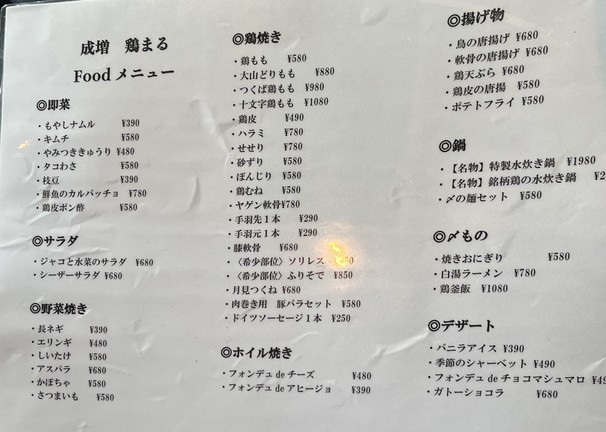 成増 鶏まる
Food メニュー
◎即菜
・もやしナムル ¥390
・キムチ ¥580
・やみつききゅうり ¥480
・タコわさ ¥580
・枝豆 ¥390
・鮮魚のカルパッチョ ¥780
・鶏皮ポン酢 ¥580
◎サラダ
・ジャコと水菜のサラダ ¥680
・シーザーサラダ ¥680
◎野菜焼き
・長ネギ ¥390
・エリンギ ¥480
・しいたけ ¥580
・アスパラ ¥680
・かぼちゃ ¥580
・さつまいも ¥580
◎鶏焼き
・鶏もも ¥580
・大山どりもも ¥880
・つくば鶏もも ¥980
・十文字鶏もも ¥1080
・鶏皮 ¥490
・ハラミ ¥780
・せせり ¥780
・砂ずり ¥580
・ぼんじり ¥580
・鶏むね ¥580
・ヤゲン軟骨¥780
・手羽先1本 ¥290
・手羽元1本 ¥290
・膝軟骨 ¥680
・〈希少部位〉ソリレス
・〈希少部位〉ふりそで ¥850
・月見つくね ¥680
・肉巻き用 豚バラセット ¥580
・ドイツソーセージ1本 ¥250
◎ホイル焼き
・フォンデュ de チーズ ¥480
・フォンデュ de アヒージョ ¥390
◎揚げ物
・鳥の唐揚げ ¥680
・軟骨の唐揚げ ¥680
・鶏天ぷら ¥680
・鶏皮の唐揚 ¥580
・ポテトフライ ¥580
◎鍋
・【名物】特製水炊き鍋 ¥1980
・【名物】銘柄鶏の水炊き鍋
・〆の麺セット ¥580
◎〆もの
・焼きおにぎり ¥580
・白湯ラーメン ¥780
・鶏釜飯 ¥1080
◎デザート
・バニラアイス ¥390
・季節のシャーベット ¥490
・フォンデュ de チョコマシュマロ
・ガトーショコラ ¥680